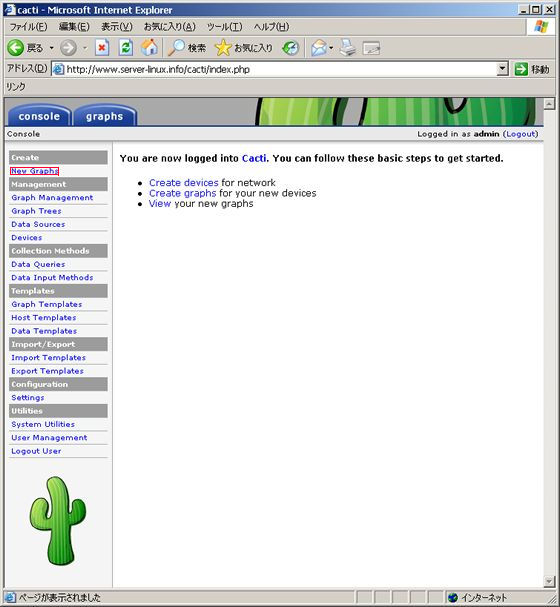 cacti - Microsoft Internet Explorer
ファイル(F) 編集(E) 表示(V) お気に入り(A) ツール(T) ヘルプ(H)
戻る 検索 お気に入り
アドレス(D) http://www.server-linux.info/cacti/index.php 移動
リンク
console graphs
Console Logged in as admin (Logout)
Create
New Graphs
Management
Graph Management
Graph Trees
Data Sources
Devices
Collection Methods
Data Queries
Data Input Methods
Templates
Graph Templates
Host Templates
Data Templates
Import/Export
Import Templates
Export Templates
Configuration
Settings
Utilities
System Utilities
User Management
Logout User
You are now logged into Cacti. You can follow these basic steps to get started.
Create devices for network
Create graphs for your new devices
View your new graphs
ページが表示されました インターネット